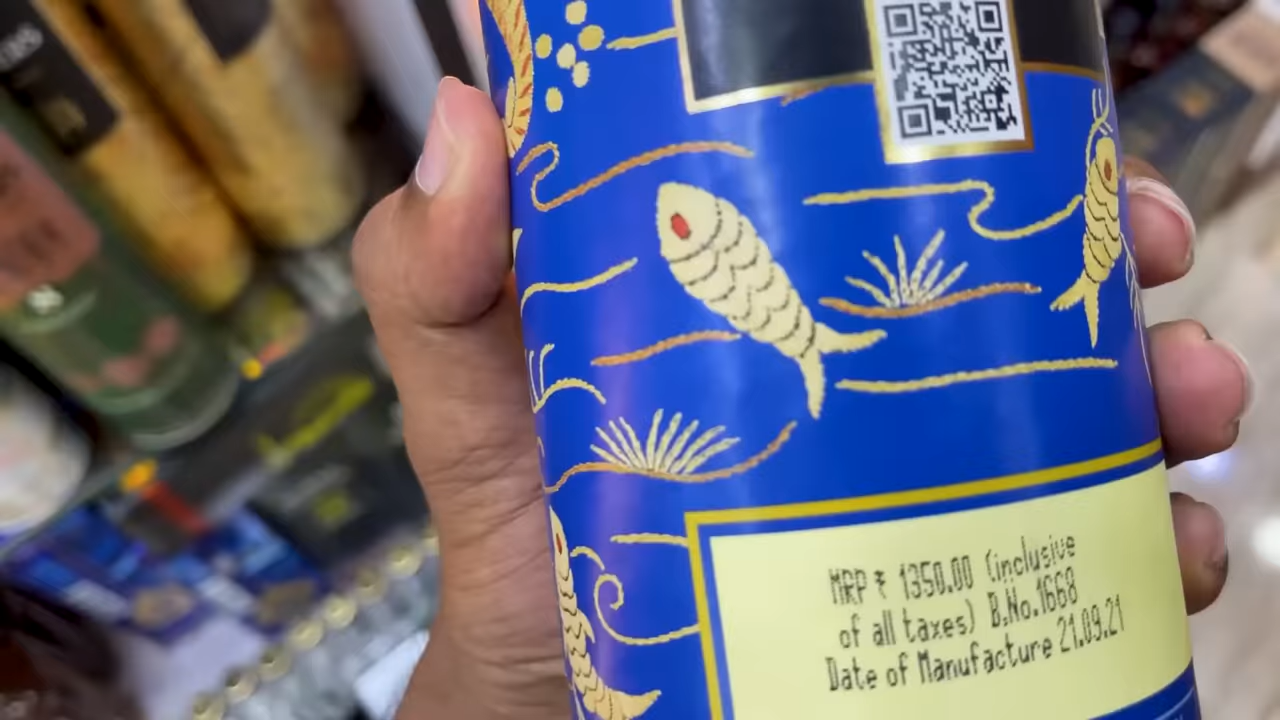 MRP ₹ 1350.00 (inclusive
of all taxes) B.No.1668
Date of Manufacture 21.09.21